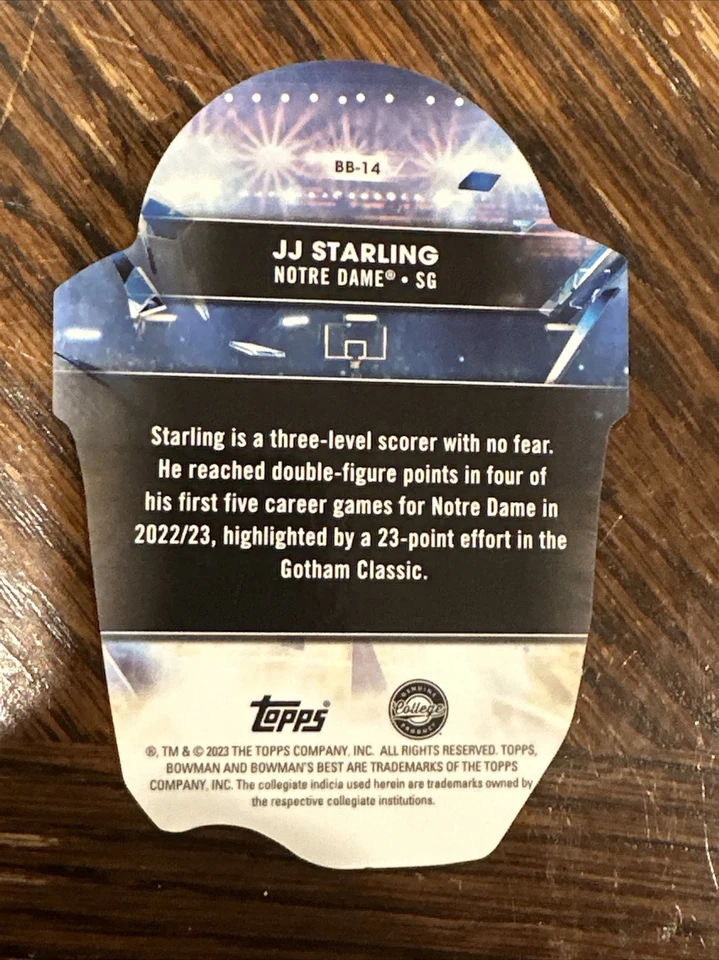 BB-14
JJ STARLING
NOTRE DAME® • SG
Starling is a three-level scorer with no fear.
He reached double-figure points in four of
his first five career games for Notre Dame in
2022/23, highlighted by a 23-point effort in the
Gotham Classic.
Topps®
GENUINE
College
PRODUCT
®, TM & © 2023 THE TOPPS COMPANY, INC. ALL RIGHTS RESERVED. TOPPS,
BOWMAN AND BOWMAN'S BEST ARE TRADEMARKS OF THE TOPPS
COMPANY, INC. The collegiate indicia used herein are trademarks owned by
the respective collegiate institutions.